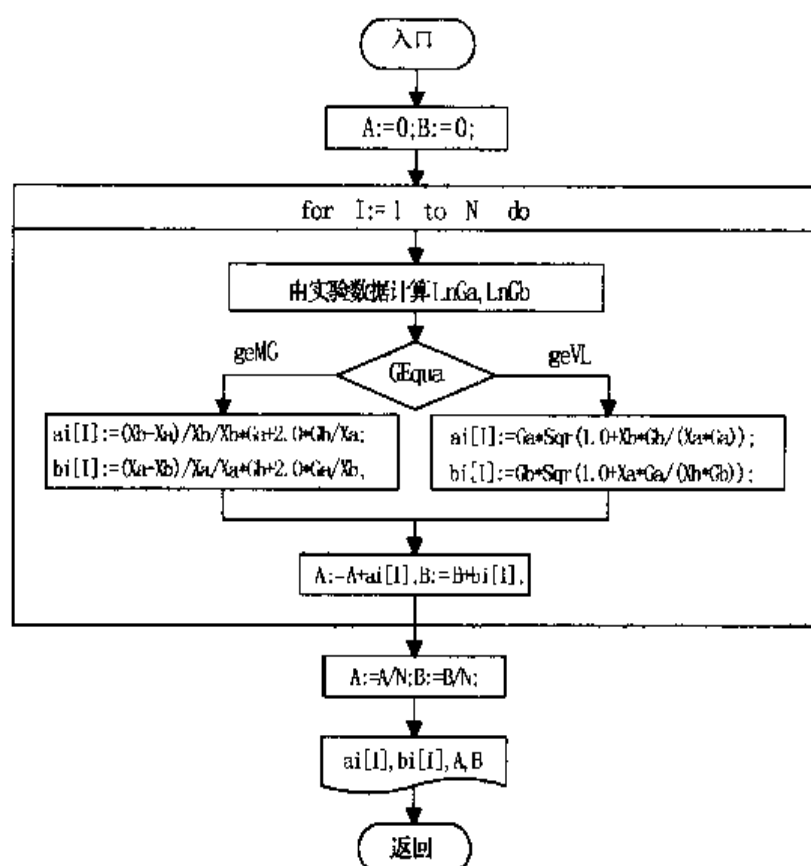 入口
A:=0;B:=0;
for I:=1 to N do
由实验数据计算LnGa,LnGb
geMG
GEqua
geVL
ai[I]:=(Xb-Xa)/Xb/Xb*Ga+2.0*Gb/Xa;
bi[I]:=(Xa-Xb)/Xa/Xa*Gb+2.0*Ga/Xb,
ai[I]:=Ga*Sqr(1.0+Xb*Gb/(Xa*Ga));
bi[I]:=Gb*Sqr(1.0+Xa*Ga/(Xb*Gb));
A:=A+ai[I],B:=B+bi[I],
A:=A/N;B:=B/N;
ai[I],bi[I],A,B
返回